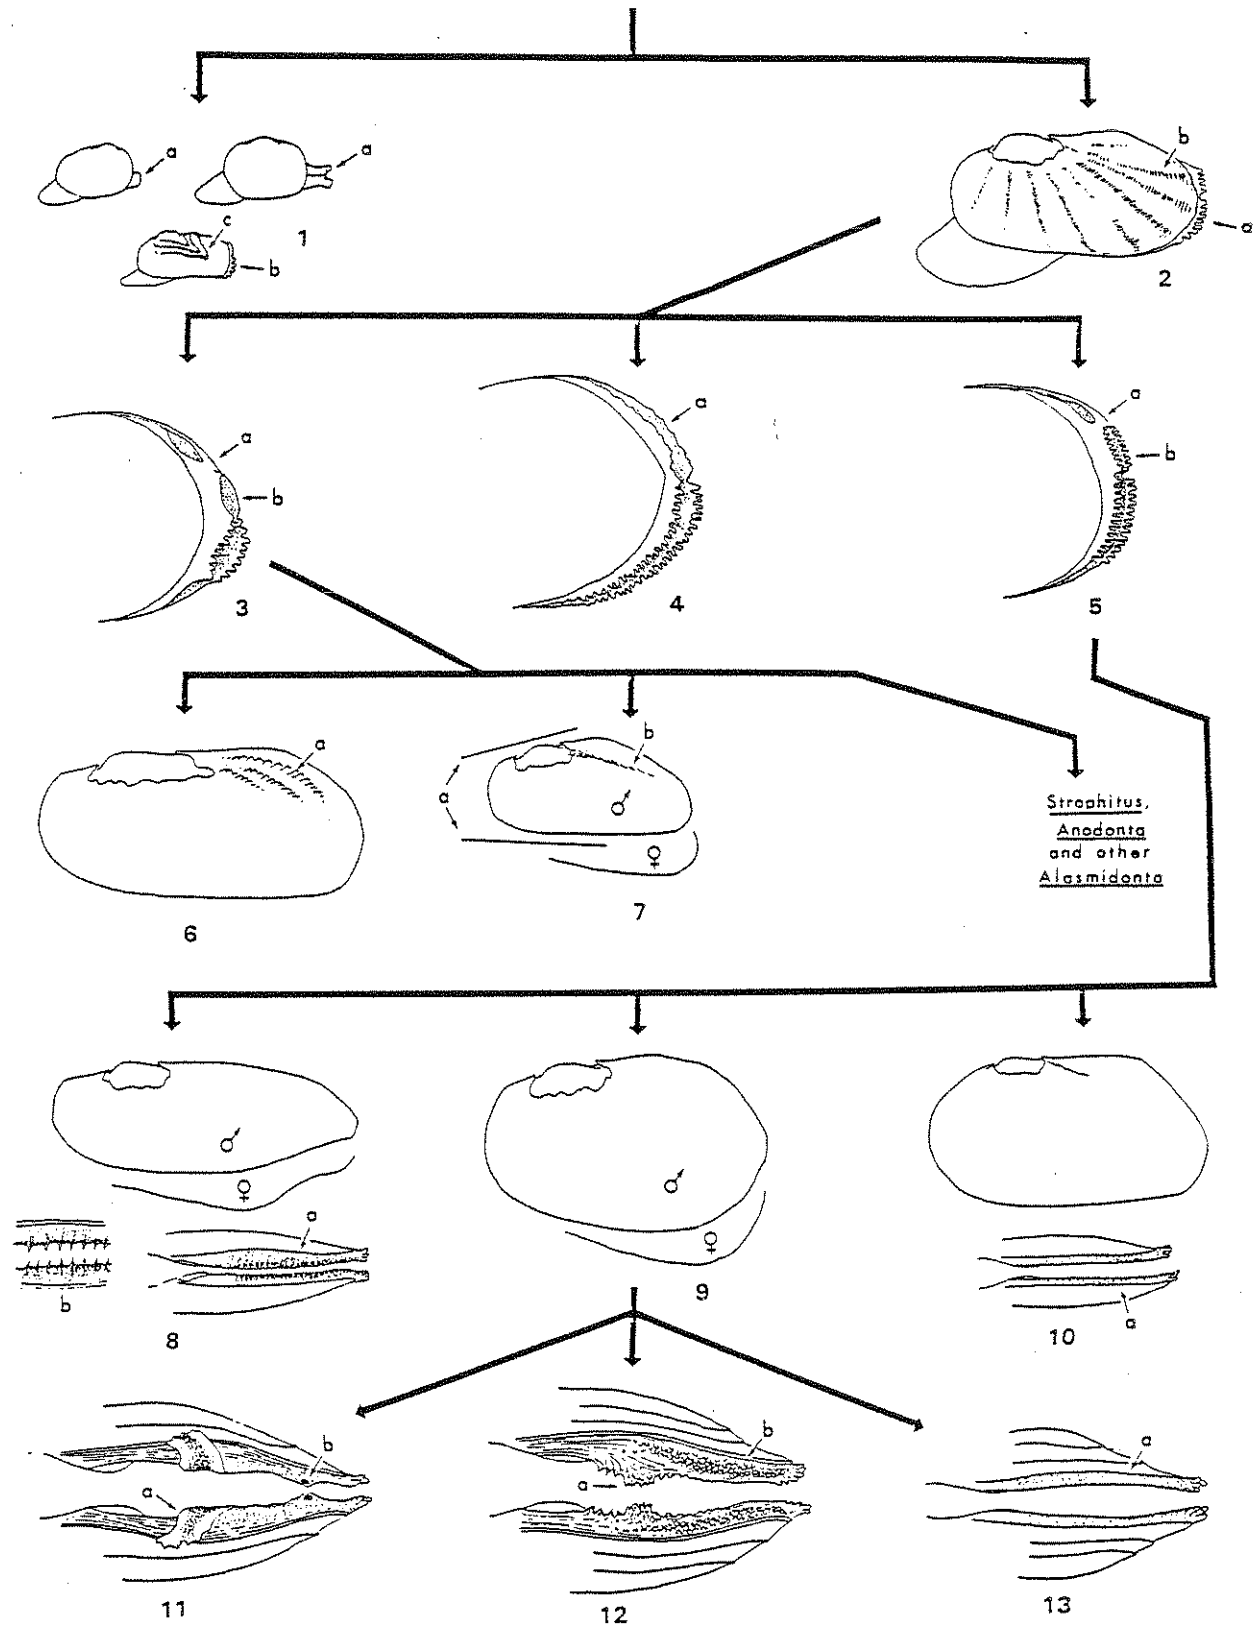 a
a
c
1
b
b
a
2
a
b
3
a
4
a
b
5
a
6
b
a
♂
♀
7
Strophitus,
Anodonta
and other
Alasmidonta
♂
♀
a
b
8
♂
♀
9
a
10
b
a
11
b
a
12
a
13